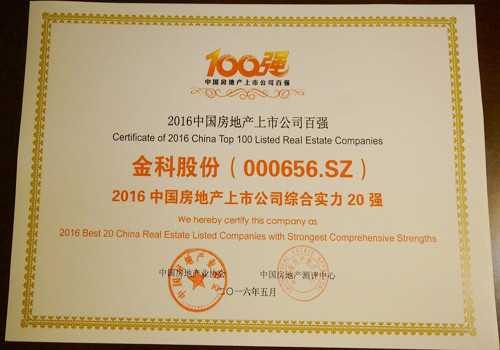 100强
中国房地产上市公司百强
2016中国房地产上市公司百强
Certificate of 2016 China Top 100 Listed Real Estate Companies
金科股份（000656.SZ）
2016 中国房地产上市公司综合实力 20 强
We hereby certify this company as
2016 Best 20 China Real Estate Listed Companies with Strongest Comprehensive Strengths
中国房地产业协会 中国房地产测评中心
二〇一六年五月